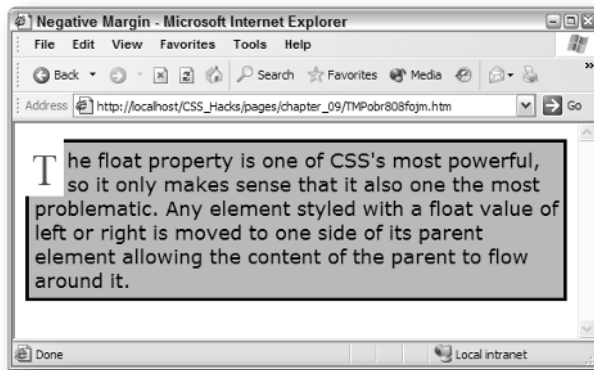 Negative Margin - Microsoft Internet Explorer
File Edit View Favorites Tools Help
Back Search Favorites Media
Address http://localhost/CSS_Hacks/pages/chapter_09/TMPobr808fojm.htm Go
The float property is one of CSS's most powerful,
so it only makes sense that it also one the most
problematic. Any element styled with a float value of
left or right is moved to one side of its parent
element allowing the content of the parent to flow
around it.
Done Local intranet